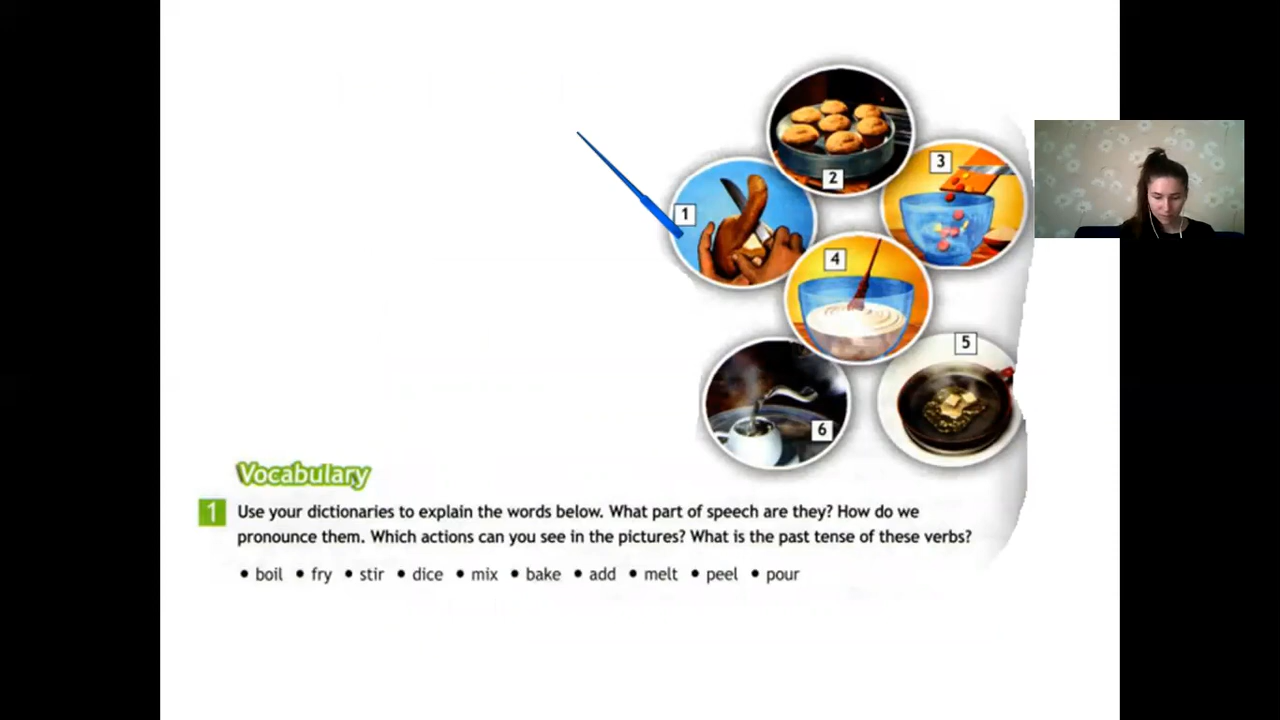 2
3
1
4
5
6
Vocabulary
1 Use your dictionaries to explain the words below. What part of speech are they? How do we
pronounce them. Which actions can you see in the pictures? What is the past tense of these verbs?
• boil • fry • stir • dice • mix • bake • add • melt • peel • pour